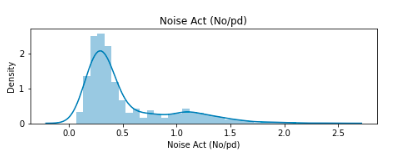 Noise Act (No/pd)
Density
2
1
0
0.0 0.5 1.0 1.5 2.0 2.5
Noise Act (No/pd)